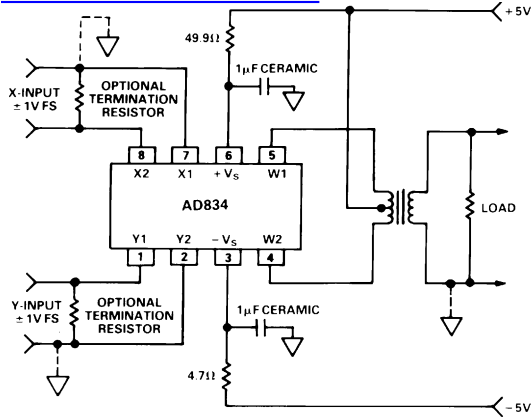 +5V
49.9Ω
1μF CERAMIC
X-INPUT
± 1V FS
OPTIONAL
TERMINATION
RESISTOR
8 7 6 5
X2 X1 +VS W1
AD834
LOAD
Y1 Y2 −VS W2
1 2 3 4
Y-INPUT
± 1V FS
OPTIONAL
TERMINATION
RESISTOR
1μF CERAMIC
4.7Ω
−5V